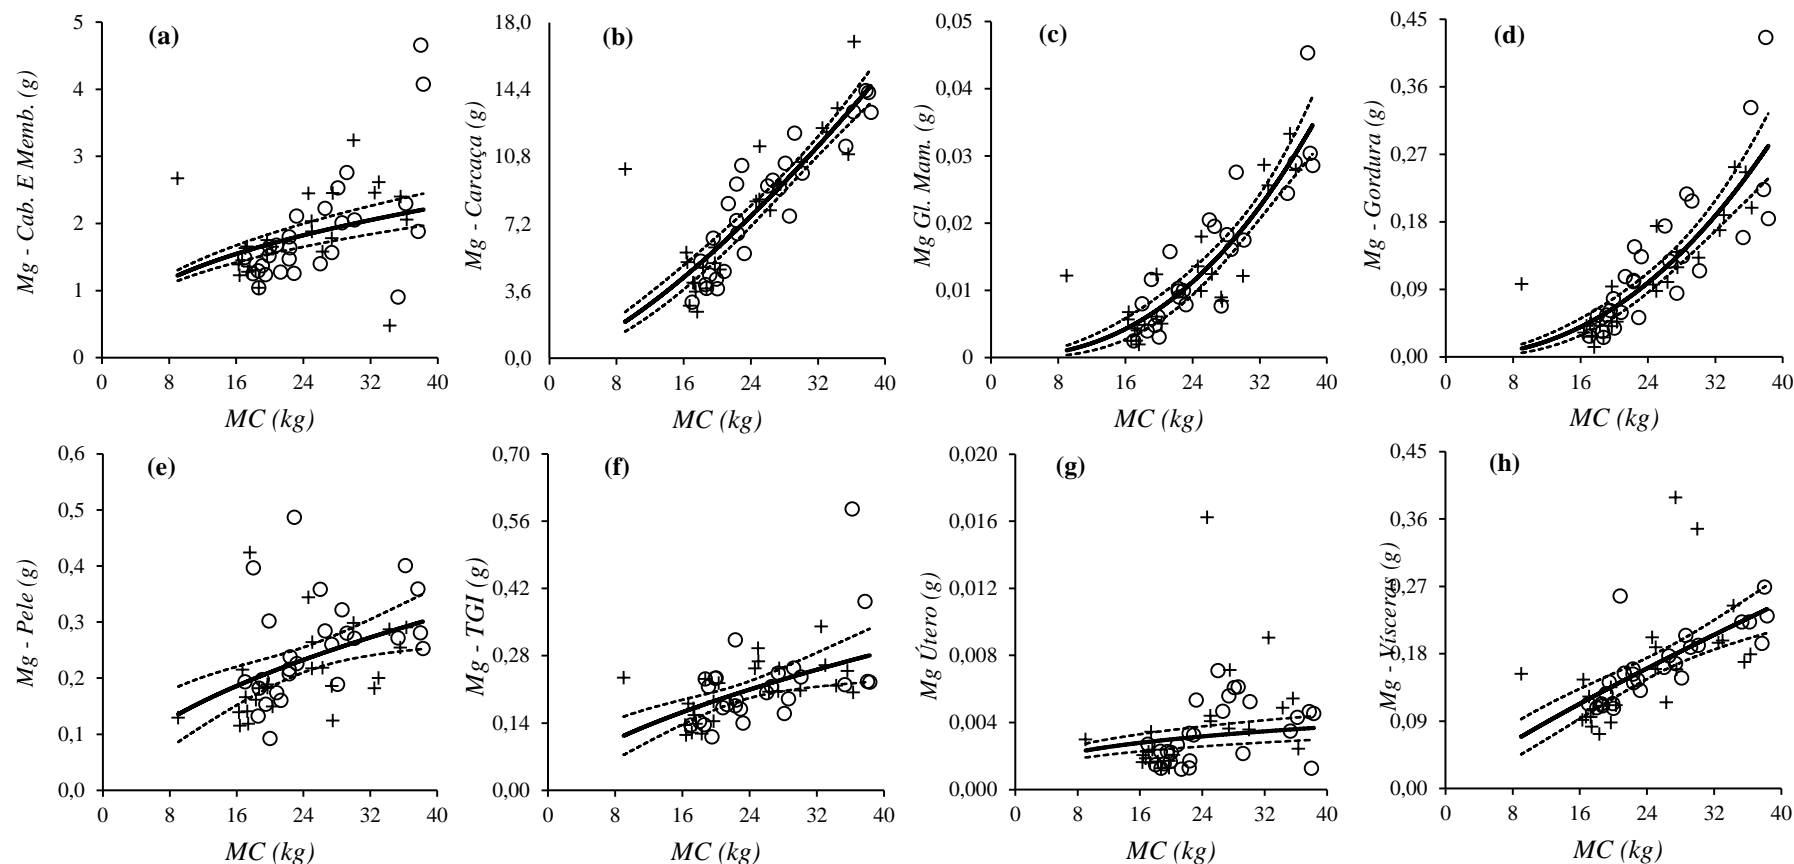 (a)
Mg - Cab. E Memb. (g)
5
4
3
2
1
0
0 8 16 24 32 40
MC (kg)
(b)
Mg - Carcaça (g)
18,0
14,4
10,8
7,2
3,6
0,0
0 8 16 24 32 40
MC (kg)
(c)
Mg Gl. Mam. (g)
0,05
0,04
0,03
0,02
0,01
0
0 8 16 24 32 40
MC (kg)
(d)
Mg - Gordura (g)
0,45
0,36
0,27
0,18
0,09
0,00
0 8 16 24 32 40
MC (kg)
(e)
Mg - Pele (g)
0,6
0,5
0,4
0,3
0,2
0,1
0,0
0 8 16 24 32 40
MC (kg)
(f)
Mg - TGI (g)
0,70
0,56
0,42
0,28
0,14
0,00
0 8 16 24 32 40
MC (kg)
(g)
Mg Útero (g)
0,020
0,016
0,012
0,008
0,004
0,000
0 8 16 24 32 40
MC (kg)
(h)
Mg - Vísceras (g)
0,45
0,36
0,27
0,18
0,09
0,00
0 8 16 24 32 40
MC (kg)